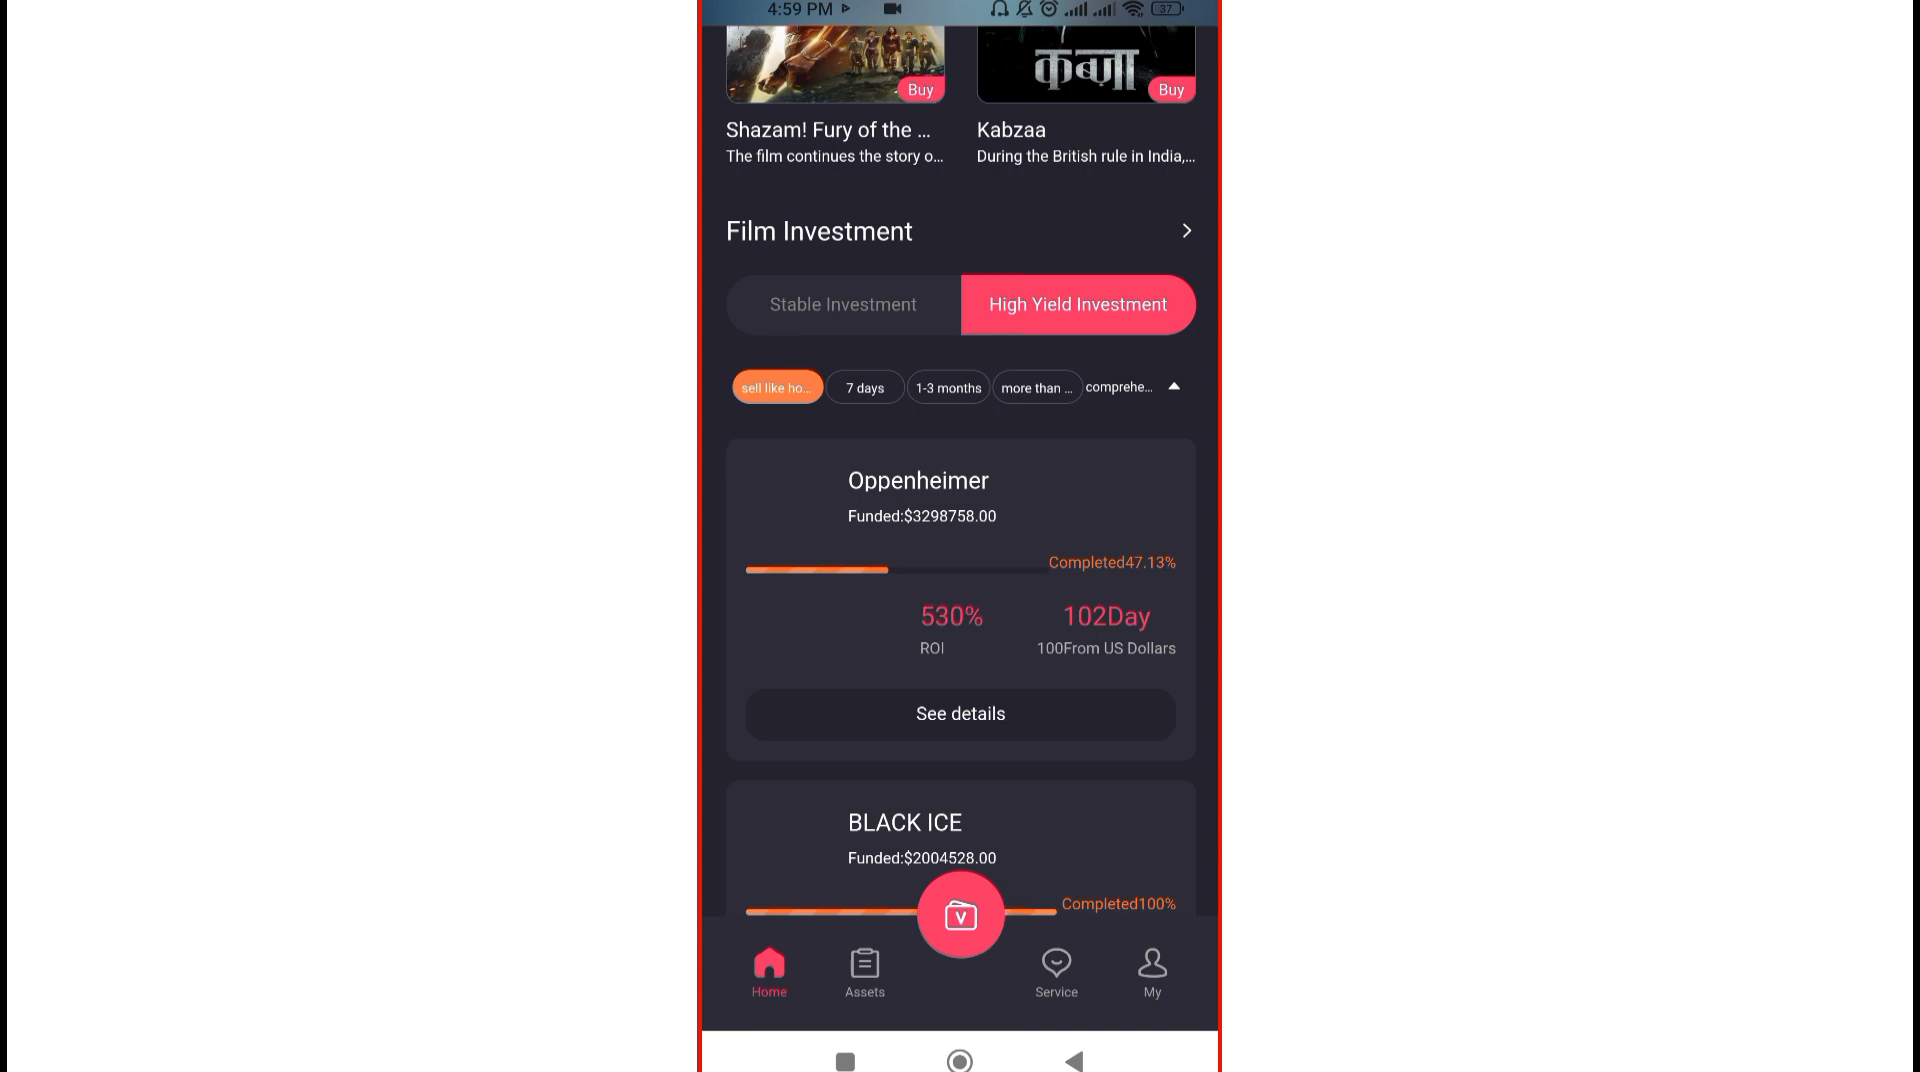 4:59 PM
37
कब्ज़ा
Buy
Buy
Shazam! Fury of the ...
Kabzaa
The film continues the story o...
During the British rule in India,...
Film Investment
Stable Investment
High Yield Investment
sell like ho...
7 days
1-3 months
more than ...
comprehe...
Oppenheimer
Funded:$3298758.00
Completed47.13%
530%
102Day
ROI
100From US Dollars
See details
BLACK ICE
Funded:$2004528.00
Completed100%
V
Home
Assets
Service
My